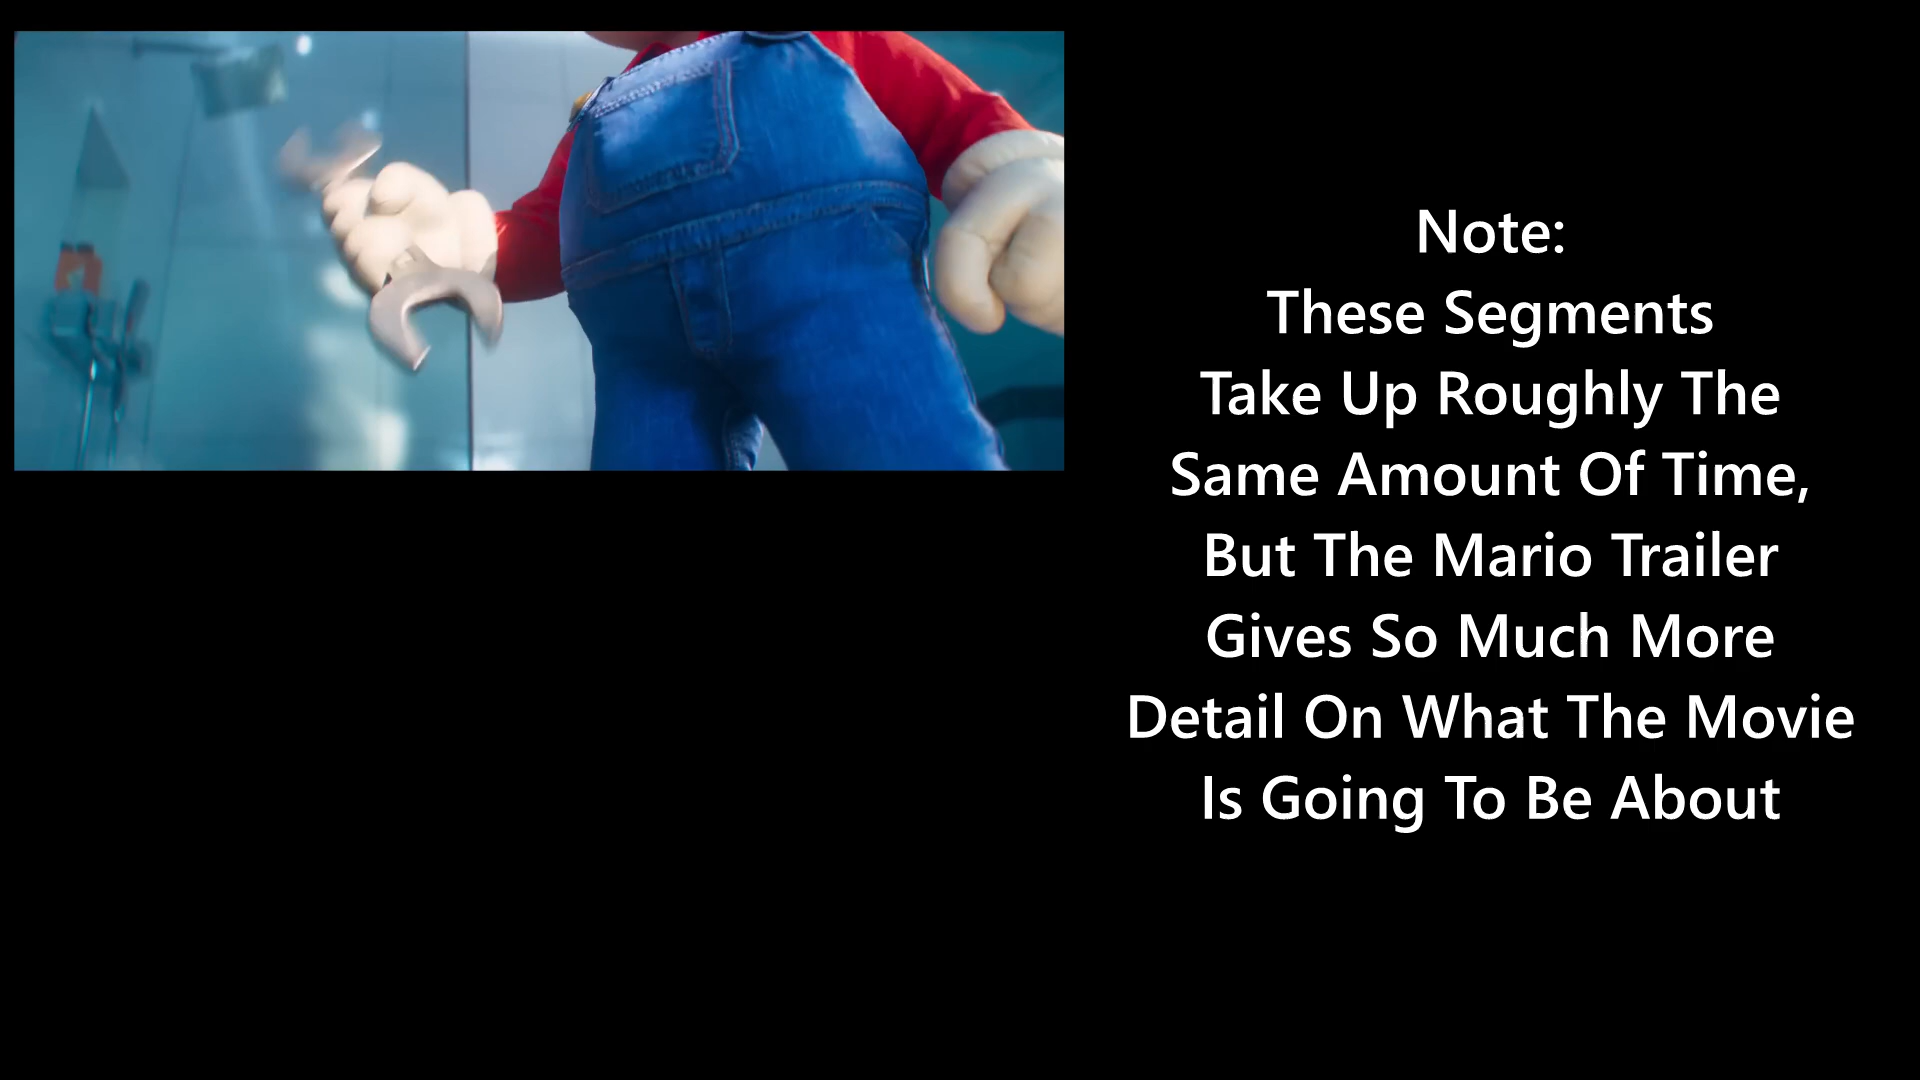 Note:
These Segments
Take Up Roughly The
Same Amount Of Time,
But The Mario Trailer
Gives So Much More
Detail On What The Movie
Is Going To Be About